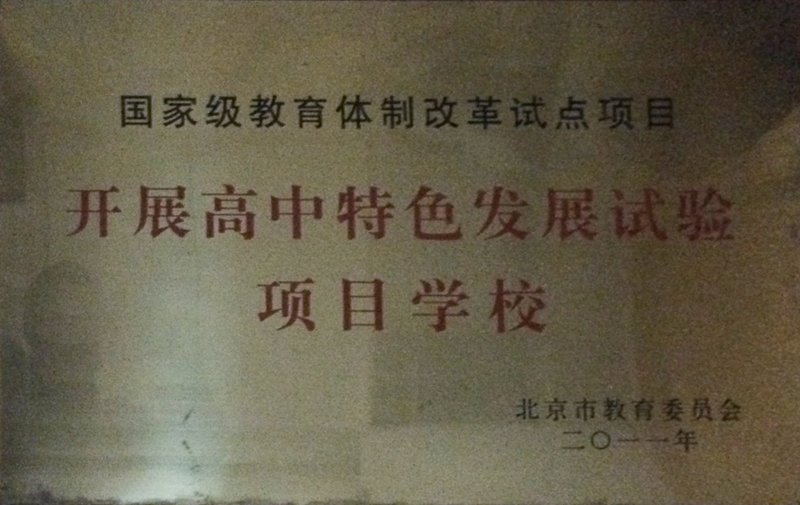 国家级教育体制改革试点项目
开展高中特色发展试验
项目学校
北京市教育委员会
二〇一一年